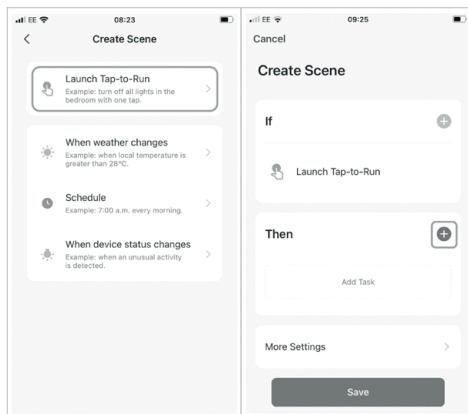 EE 08:23
Create Scene
Launch Tap-to-Run
Example: turn off all lights in the
bedroom with one tap.
When weather changes
Example: when local temperature is
greater than 28°C.
Schedule
Example: 7:00 a.m. every morning.
When device status changes
Example: when an unusual activity
is detected.
EE 09:25
Cancel
Create Scene
If
Launch Tap-to-Run
Then
Add Task
More Settings
Save